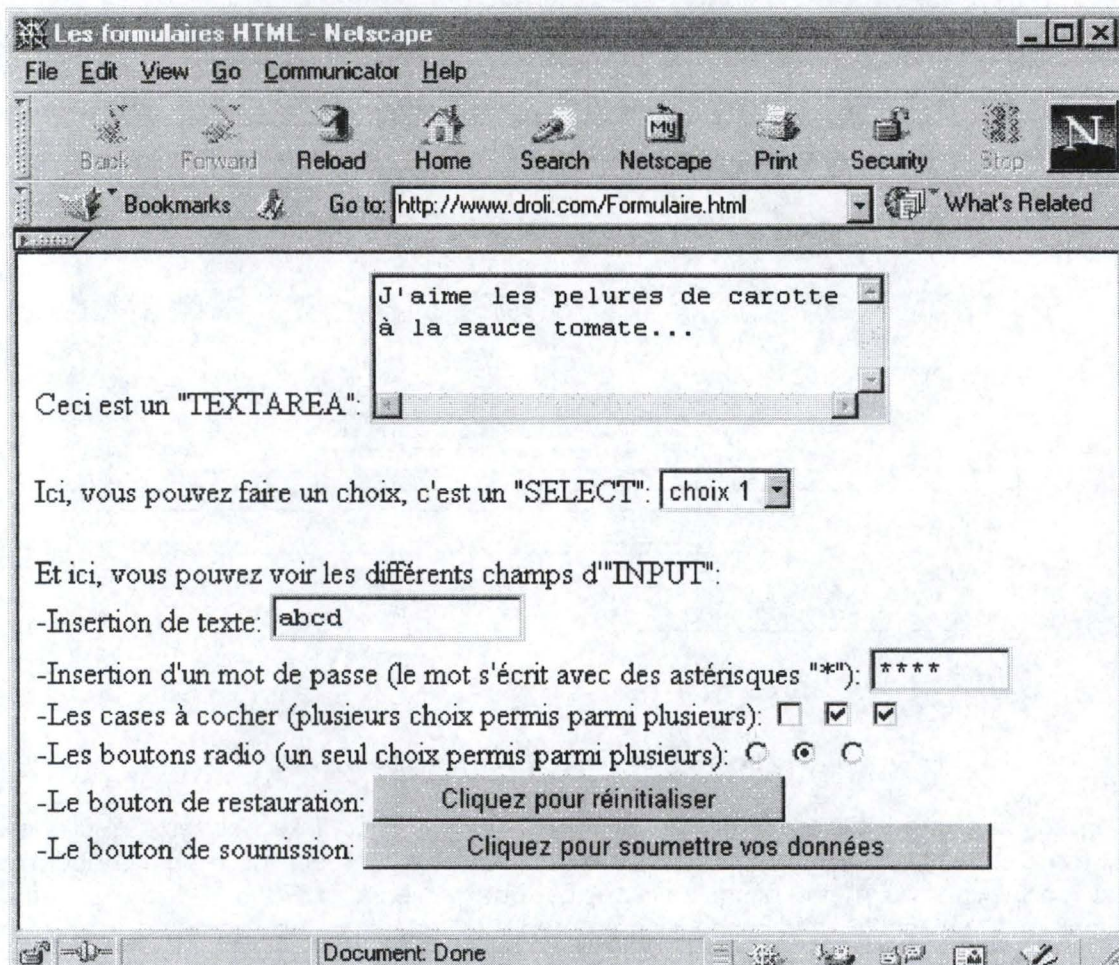 Les formulaires HTML - Netscape
File Edit View Go Communicator Help
Back Forward Reload Home Search My Netscape Print Security Stop N
Bookmarks Go to: http://www.droli.com/Formulaire.html What's Related
J'aime les pelures de carotte
à la sauce tomate...
Ceci est un "TEXTAREA":
Ici, vous pouvez faire un choix, c'est un "SELECT": choix 1
Et ici, vous pouvez voir les différents champs d'"INPUT":
-Insertion de texte: abcd
-Insertion d'un mot de passe (le mot s'écrit avec des astérisques "*"): ****
-Les cases à cocher (plusieurs choix permis parmi plusieurs):
-Les boutons radio (un seul choix permis parmi plusieurs):
-Le bouton de restauration: Cliquez pour réinitialiser
-Le bouton de soumission: Cliquez pour soumettre vos données
Document: Done